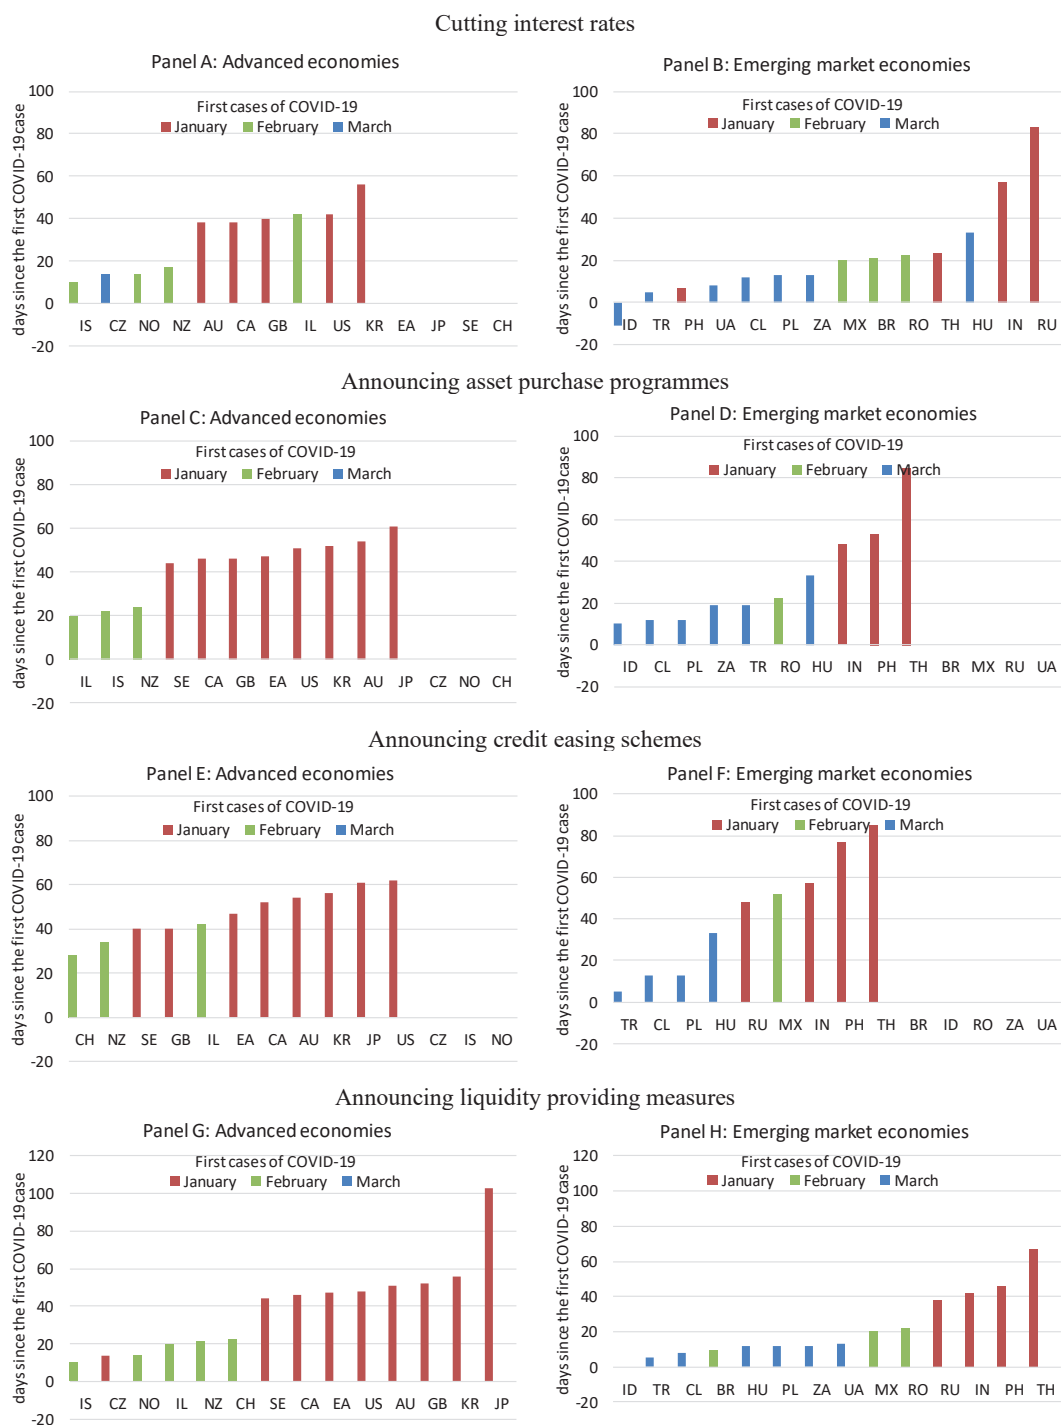 Cutting interest rates
Panel A: Advanced economies
First cases of COVID-19
January February March
days since the first COVID-19 case
100
80
60
40
20
0
-20
IS CZ NO NZ AU CA GB IL US KR EA JP SE CH
Panel B: Emerging market economies
First cases of COVID-19
January February March
days since the first COVID-19 case
100
80
60
40
20
0
-20
ID TR PH UA CL PL ZA MX BR RO TH HU IN RU
Announcing asset purchase programmes
Panel C: Advanced economies
First cases of COVID-19
January February March
days since the first COVID-19 case
100
80
60
40
20
0
-20
IL IS NZ SE CA GB EA US KR AU JP CZ NO CH
Panel D: Emerging market economies
First cases of COVID-19
January February March
days since the first COVID-19 case
100
80
60
40
20
0
-20
ID CL PL ZA TR RO HU IN PH TH BR MX RU UA
Announcing credit easing schemes
Panel E: Advanced economies
First cases of COVID-19
January February March
days since the first COVID-19 case
100
80
60
40
20
0
-20
CH NZ SE GB IL EA CA AU KR JP US CZ IS NO
Panel F: Emerging market economies
First cases of COVID-19
January February March
days since the first COVID-19 case
100
80
60
40
20
0
-20
TR CL PL HU RU MX IN PH TH BR ID RO ZA UA
Announcing liquidity providing measures
Panel G: Advanced economies
First cases of COVID-19
January February March
days since the first COVID-19 case
120
100
80
60
40
20
0
-20
IS CZ NO IL NZ CH SE CA EA US AU GB KR JP
Panel H: Emerging market economies
First cases of COVID-19
January February March
days since the first COVID-19 case
120
100
80
60
40
20
0
-20
ID TR CL BR HU PL ZA UA MX RO RU IN PH TH